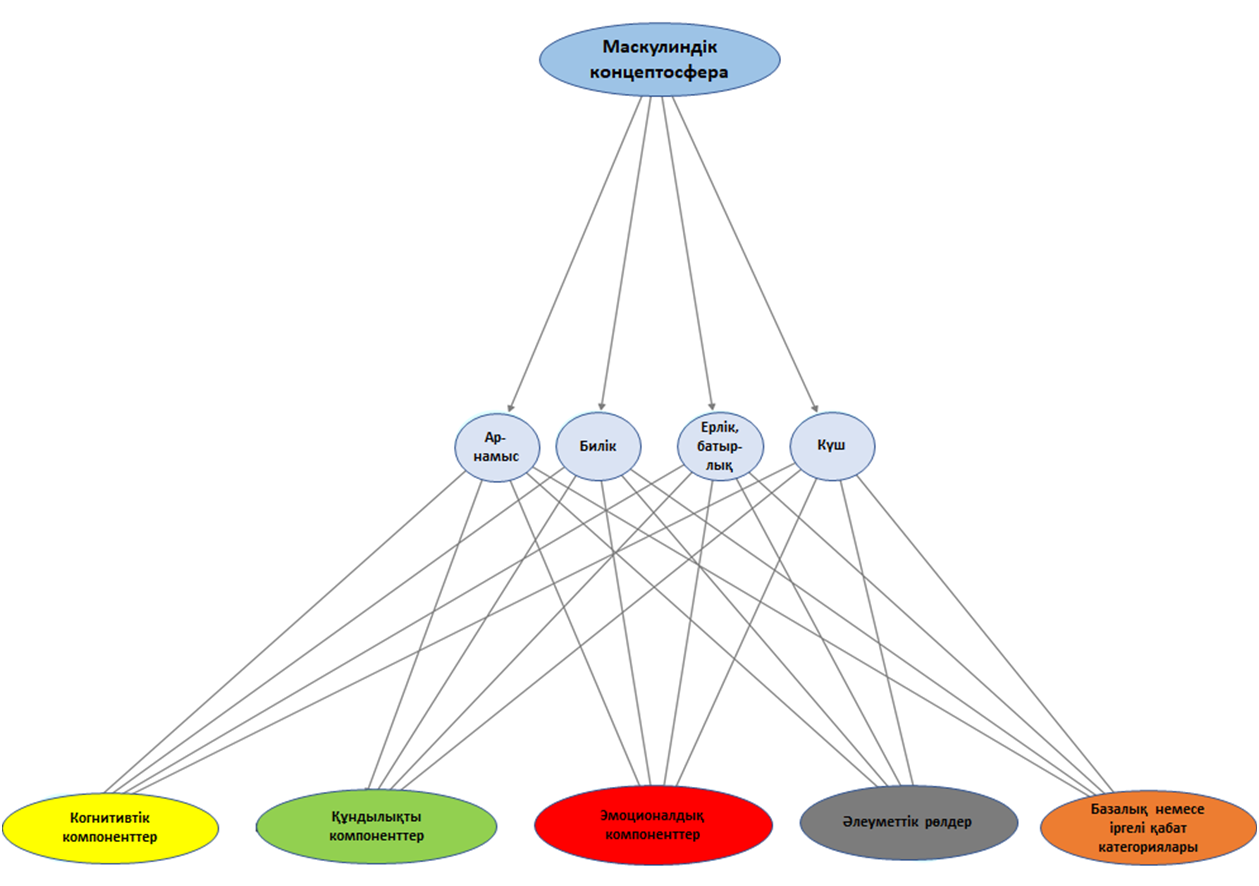 Маскулиндік
концептосфера
Ар-
намыс
Билік
Ерлік,
батыр-
лық
Күш
Когнитивтік
компоненттер
Құндылықты
компоненттер
Эмоционалдық
компоненттер
Әлеуметтік рөлдер
Базалық немесе
іргелі қабат
категориялары